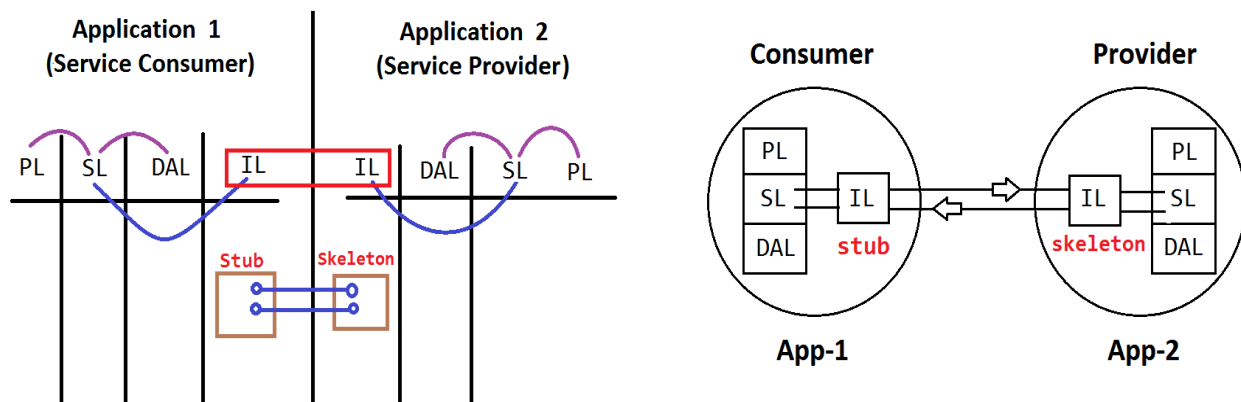 Application 1
(Service Consumer)
Application 2
(Service Provider)
PL SL DAL IL IL DAL SL PL
Stub
Skeleton
Consumer
Provider
PL
SL
DAL
IL
stub
IL
skeleton
PL
SL
DAL
App-1
App-2